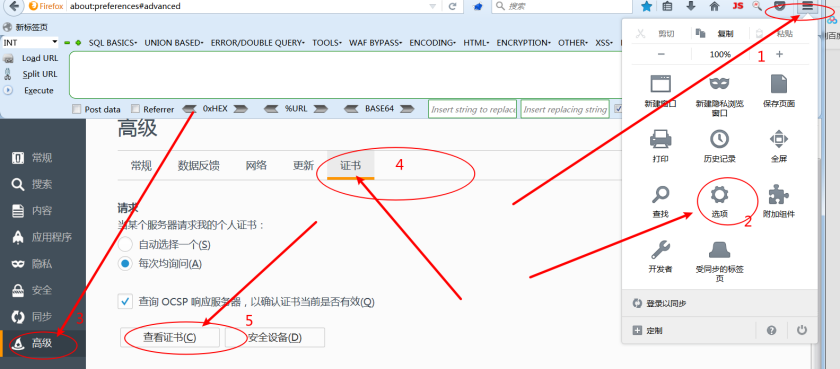 Firefox about:preferences#advanced
搜索
JS
新标签页
INT
SQL BASICS▾ UNION BASED▾ ERROR/DOUBLE QUERY▾ TOOLS▾ WAF BYPASS▾ ENCODING▾ HTML▾ ENCRYPTION▾ OTHER▾ XSS▾
Load URL
Split URL
Execute
Post data Referrer 0xHEX %URL BASE64 Insert string to replace Insert replacing string
高级
常规 数据反馈 网络 更新 证书 4
请求
当某个服务器请求我的个人证书：
自动选择一个(S)
每次均询问(A)
查询 OCSP 响应服务器，以确认证书当前是否有效(Q)
5
查看证书(C) 安全设备(D)
常规
搜索
内容
应用程序
隐私
安全
同步
高级
剪切 复制 粘贴
1
− 100% +
新建窗口 新建隐私浏览窗口 保存页面
打印 历史记录 全屏
查找 选项 附加组件
2
开发者 受同步的标签页
登录以同步
定制